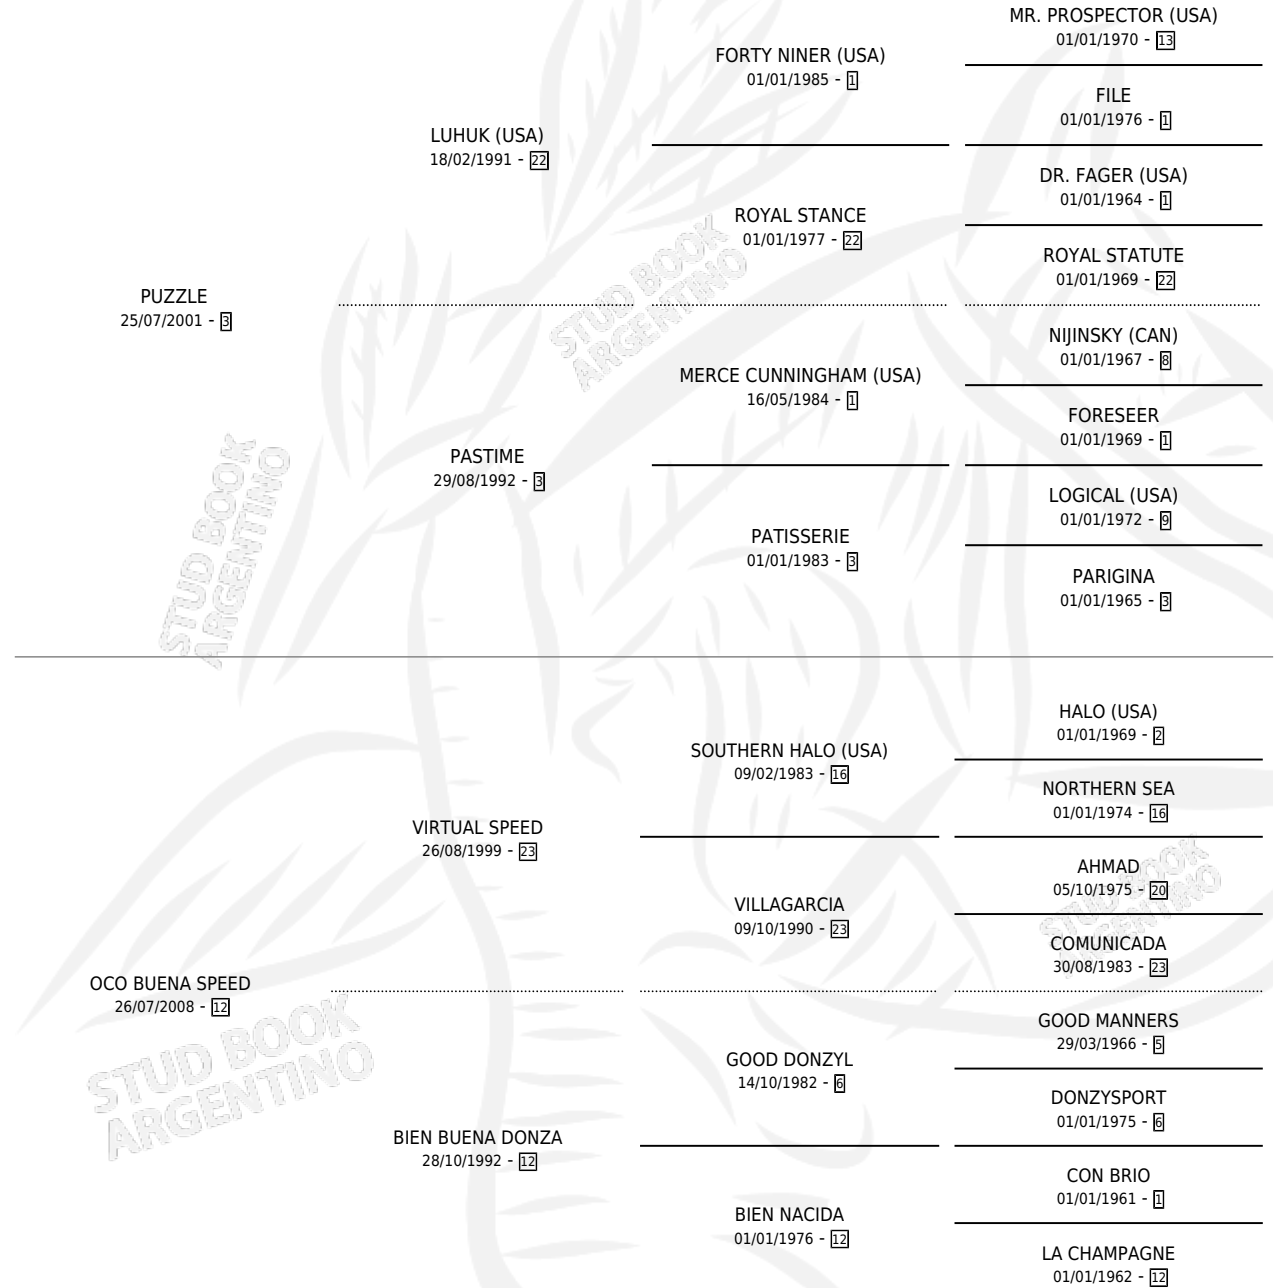 MR. PROSPECTOR (USA)
01/01/1970 - 13
FORTY NINER (USA)
01/01/1985 - 1
FILE
01/01/1976 - 1
LUHUK (USA)
18/02/1991 - 22
DR. FAGER (USA)
01/01/1964 - 1
ROYAL STANCE
01/01/1977 - 22
ROYAL STATUTE
01/01/1969 - 22
PUZZLE
25/07/2001 - 3
STUD BOOK
ARGENTINO
NIJINSKY (CAN)
01/01/1967 - 8
MERCE CUNNINGHAM (USA)
16/05/1984 - 1
FORESEER
01/01/1969 - 1
PASTIME
29/08/1992 - 3
LOGICAL (USA)
01/01/1972 - 9
PATISSERIE
01/01/1983 - 3
PARIGINA
01/01/1965 - 3
STUD BOOK
ARGENTINO
HALO (USA)
01/01/1969 - 2
SOUTHERN HALO (USA)
09/02/1983 - 16
NORTHERN SEA
01/01/1974 - 16
VIRTUAL SPEED
26/08/1999 - 23
AHMAD
05/10/1975 - 20
STUD BOOK
ARGENTINO
VILLAGARCIA
09/10/1990 - 23
COMUNICADA
30/08/1983 - 23
OCO BUENA SPEED
26/07/2008 - 12
STUD BOOK
ARGENTINO
GOOD MANNERS
29/03/1966 - 5
GOOD DONZYL
14/10/1982 - 6
DONZYSPORT
01/01/1975 - 6
BIEN BUENA DONZA
28/10/1992 - 12
CON BRIO
01/01/1961 - 1
BIEN NACIDA
01/01/1976 - 12
LA CHAMPAGNE
01/01/1962 - 12